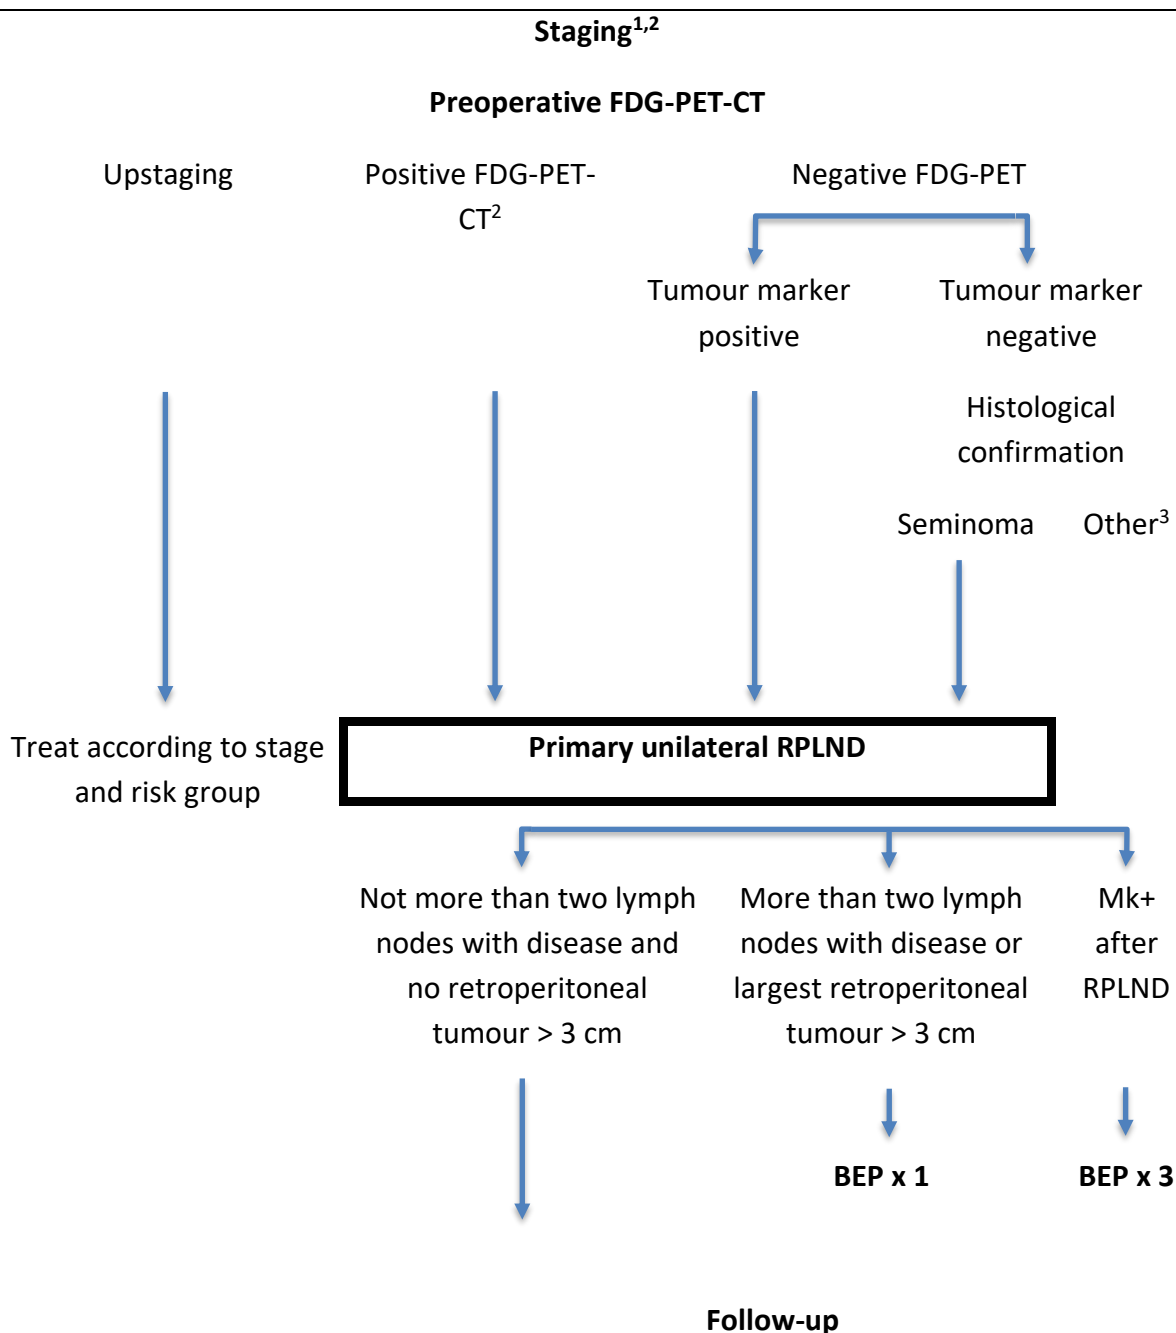 Staging1,2
Preoperative FDG-PET-CT
Upstaging
Positive FDG-PET-
CT2
Negative FDG-PET
Tumour marker
positive
Tumour marker
negative
Histological
confirmation
Seminoma
Other3
Treat according to stage
and risk group
Primary unilateral RPLND
Not more than two lymph
nodes with disease and
no retroperitoneal
tumour > 3 cm
More than two lymph
nodes with disease or
largest retroperitoneal
tumour > 3 cm
Mk+
after
RPLND
BEP x 1
BEP x 3
Follow-up